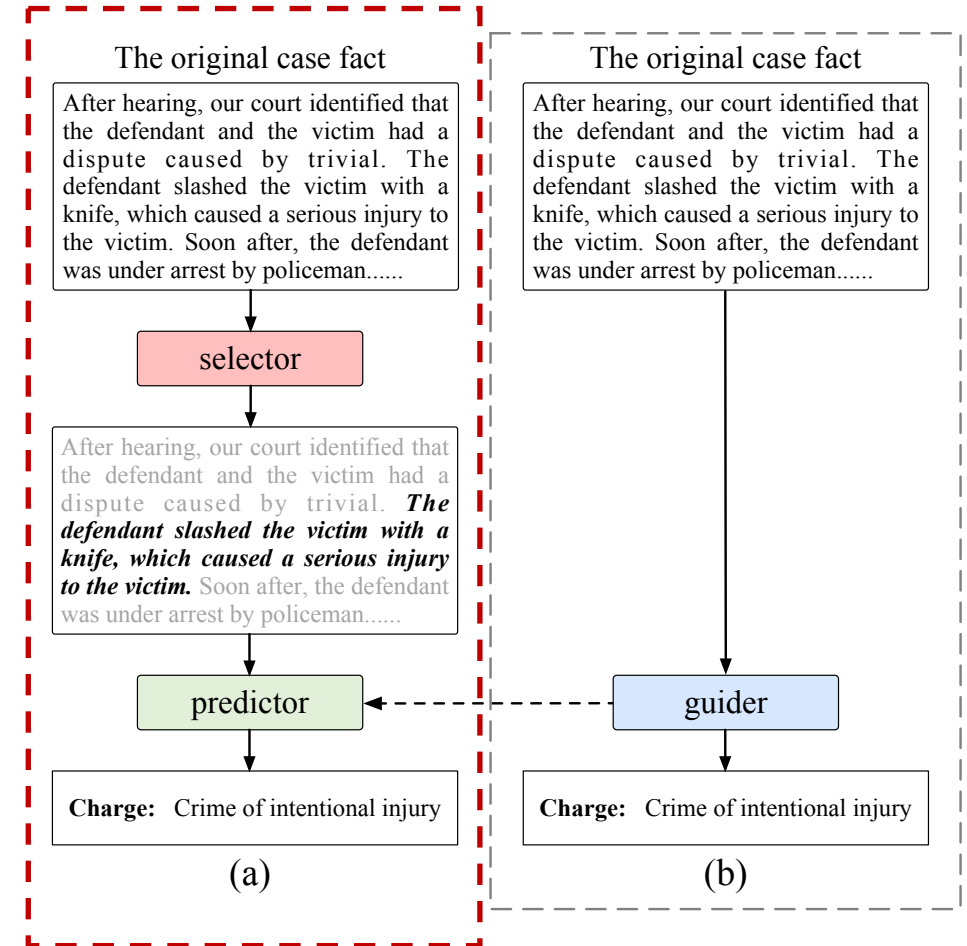 The original case fact
After hearing, our court identified that
the defendant and the victim had a
dispute caused by trivial. The
defendant slashed the victim with a
knife, which caused a serious injury to
the victim. Soon after, the defendant
was under arrest by policeman......
selector
After hearing, our court identified that
the defendant and the victim had a
dispute caused by trivial. The
defendant slashed the victim with a
knife, which caused a serious injury
to the victim. Soon after, the defendant
was under arrest by policeman......
predictor
Charge: Crime of intentional injury
(a)
The original case fact
After hearing, our court identified that
the defendant and the victim had a
dispute caused by trivial. The
defendant slashed the victim with a
knife, which caused a serious injury to
the victim. Soon after, the defendant
was under arrest by policeman......
guider
Charge: Crime of intentional injury
(b)